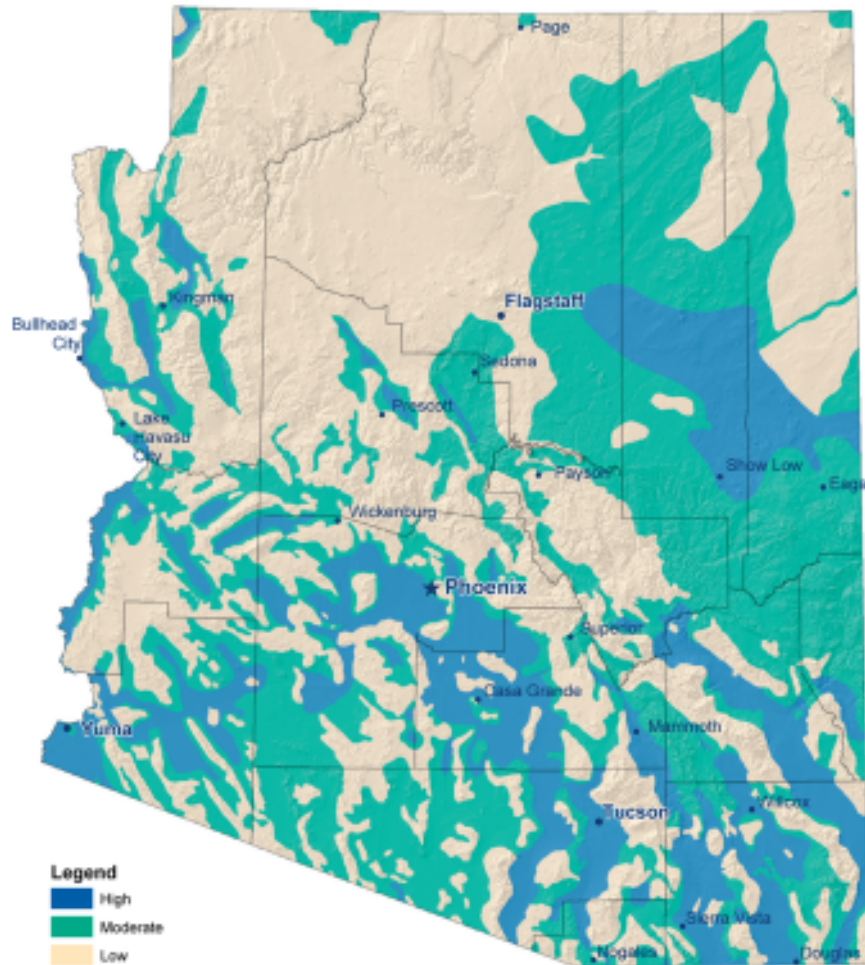 Page
Flagstaff
Kingman
Bullhead
City
Sedona
Prescott
Lake
Havasu
City
Payson
Show Low
Eaga
Wickenburg
Phoenix
Superior
Casa Grande
Yuma
Mammoth
Willcox
Tucson
Legend
High
Moderate
Low
Sierra Vista
Nogales
Douglas